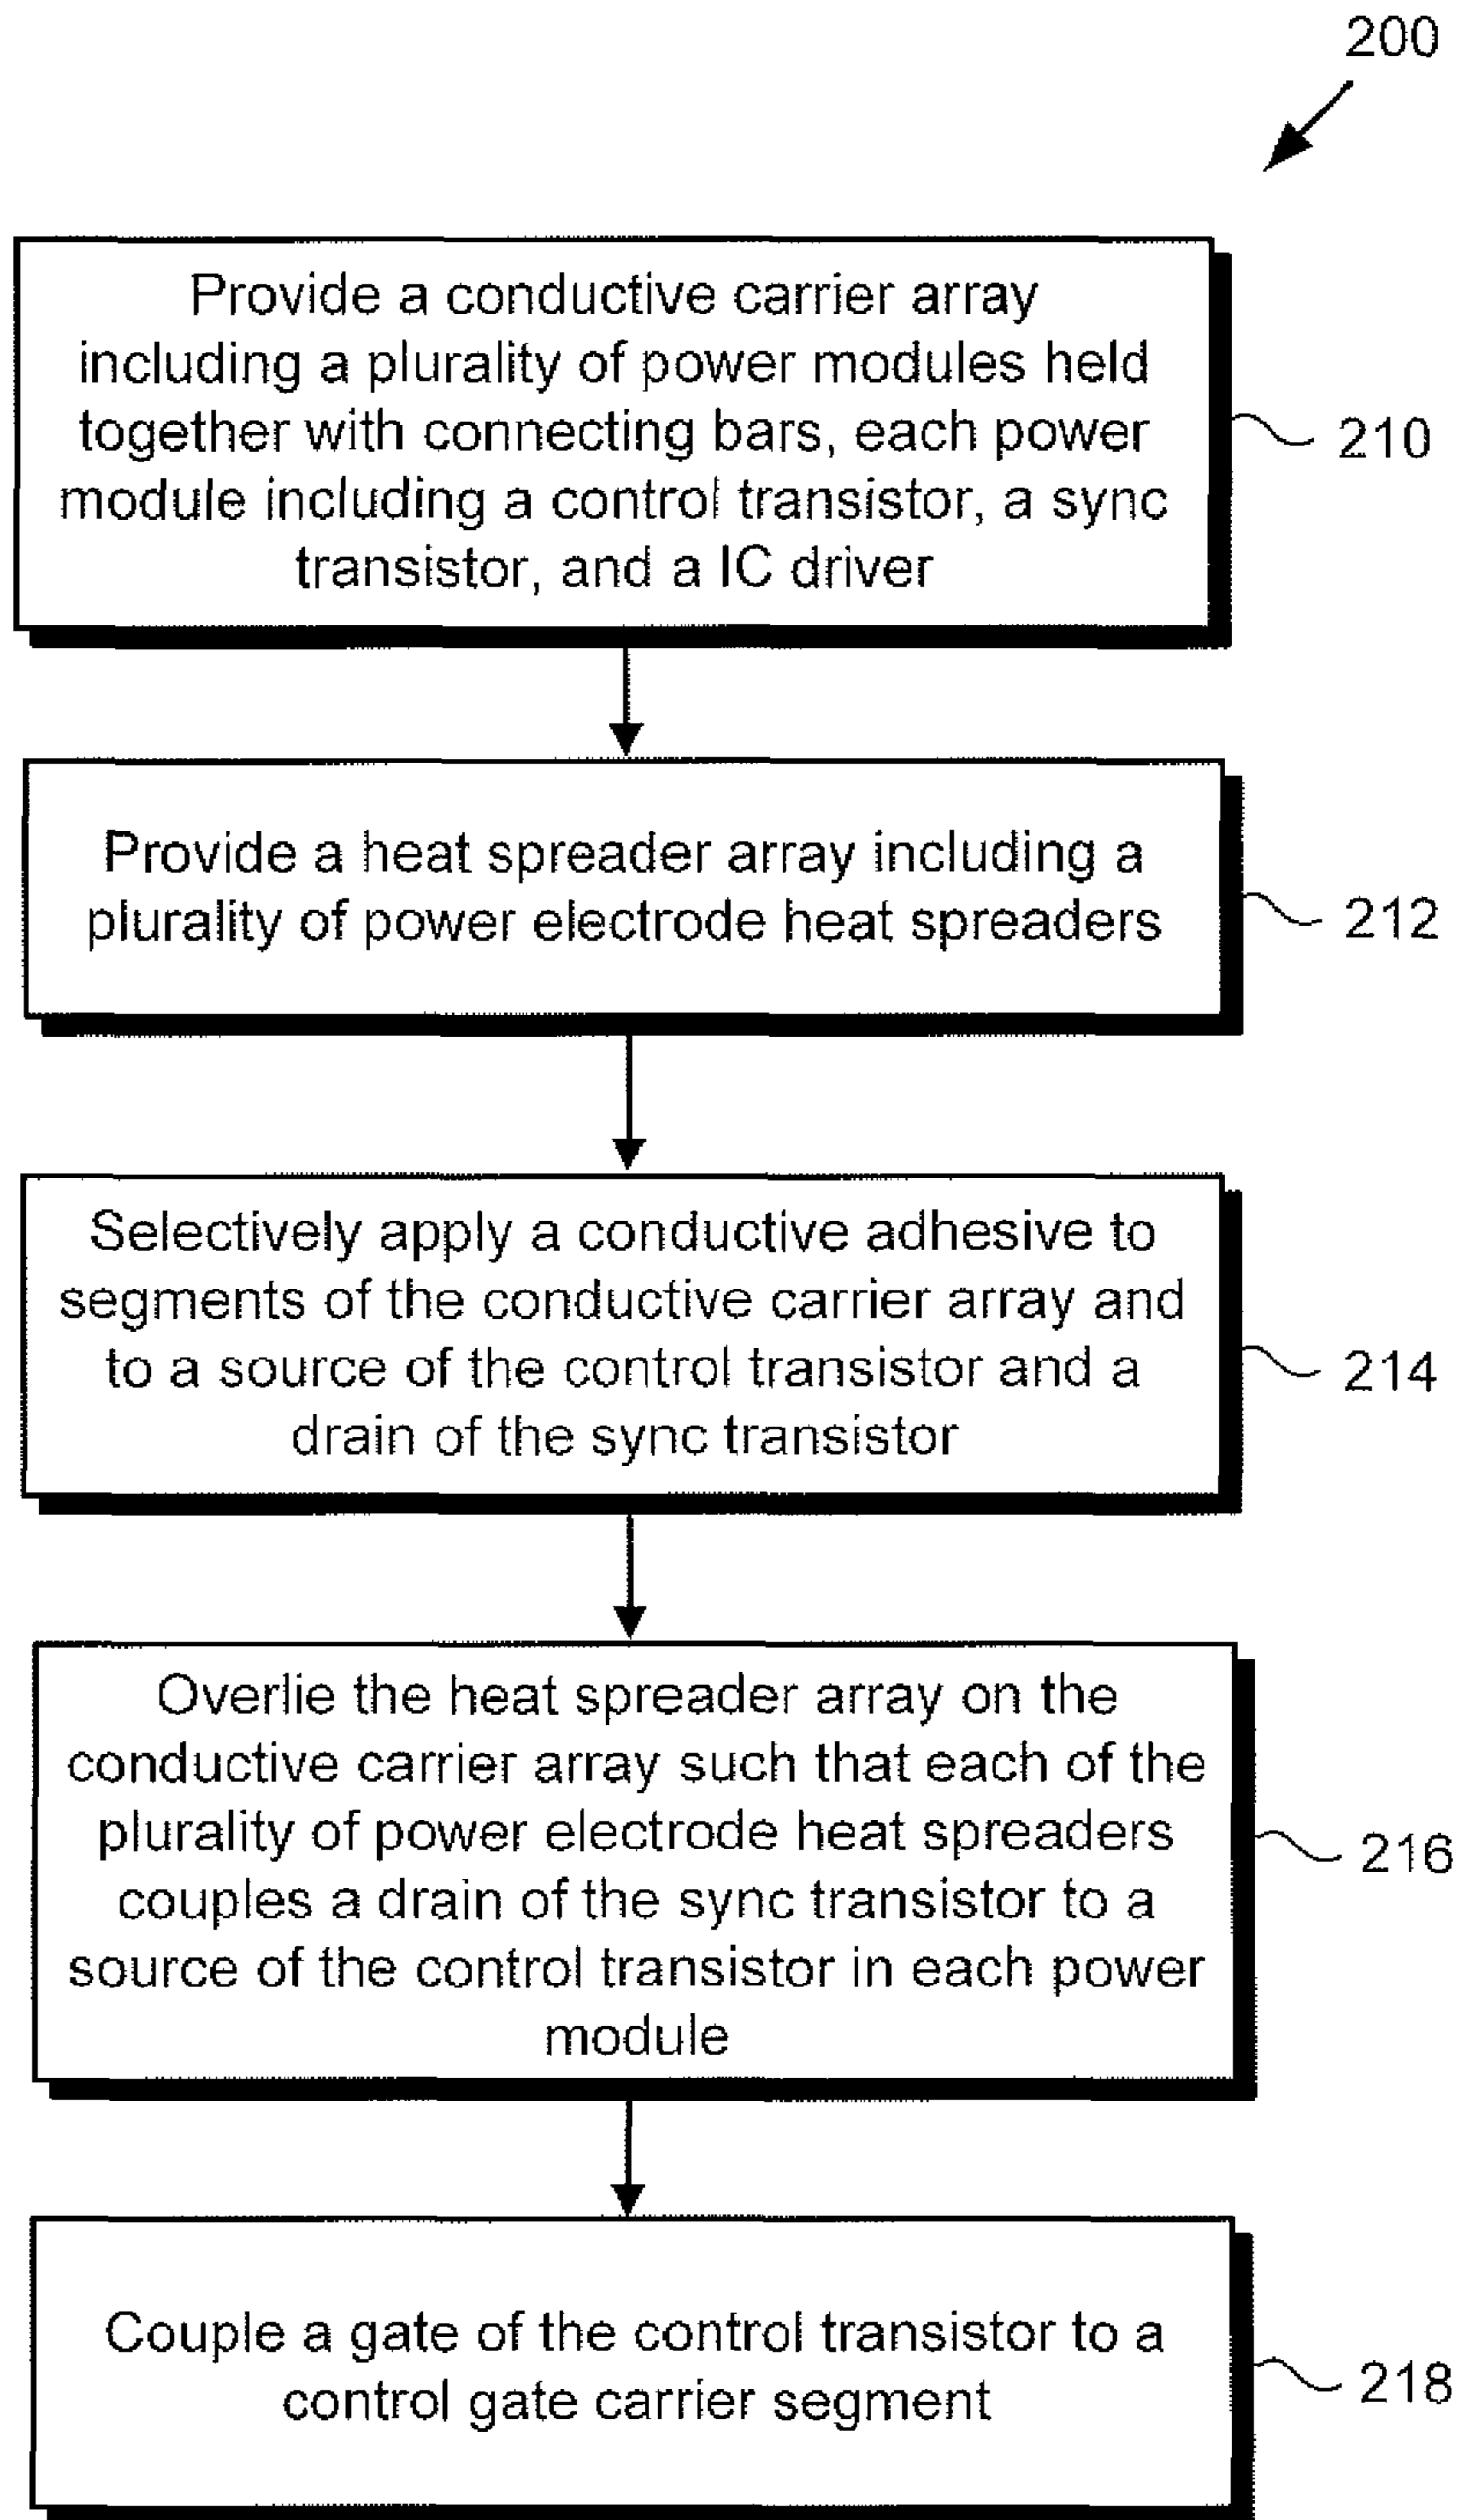 200
Provide a conductive carrier array
including a plurality of power modules held
together with connecting bars, each power
module including a control transistor, a sync
transistor, and a IC driver
210
Provide a heat spreader array including a
plurality of power electrode heat spreaders
212
Selectively apply a conductive adhesive to
segments of the conductive carrier array and
to a source of the control transistor and a
drain of the sync transistor
214
Overlie the heat spreader array on the
conductive carrier array such that each of the
plurality of power electrode heat spreaders
couples a drain of the sync transistor to a
source of the control transistor in each power
module
216
Couple a gate of the control transistor to a
control gate carrier segment
218